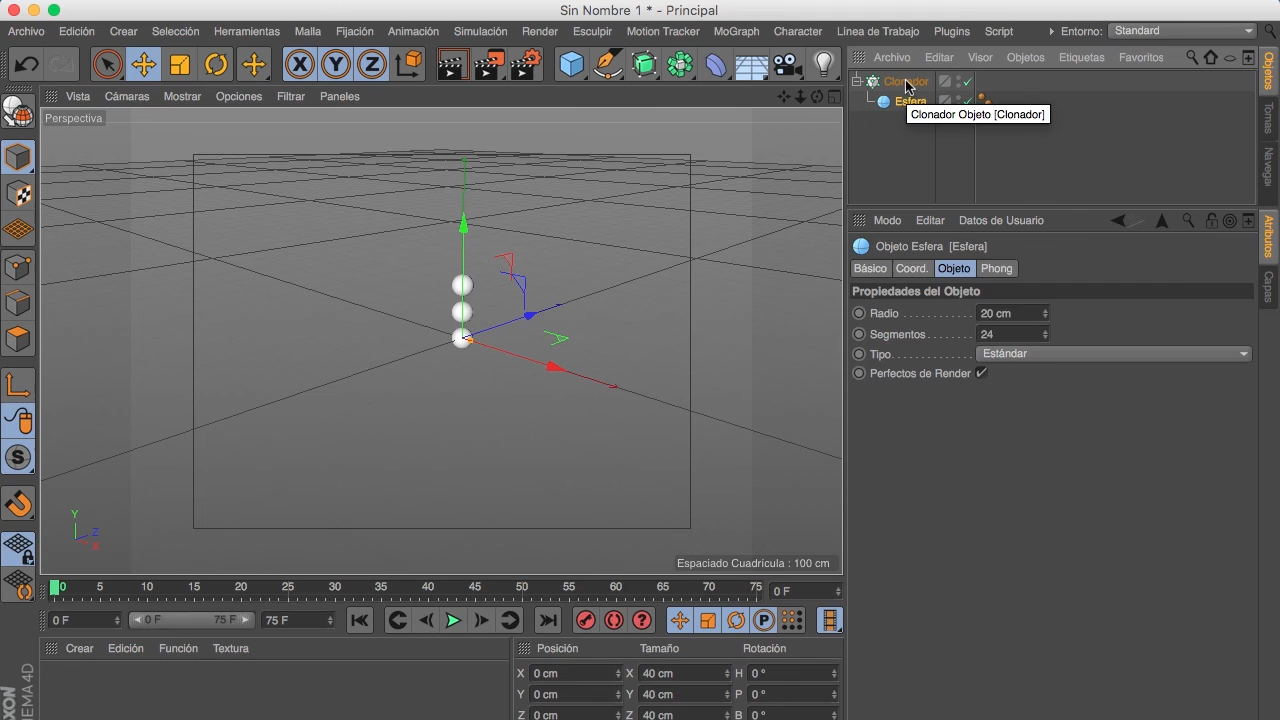 Sin Nombre 1 * - Principal
Archivo Edición Crear Selección Herramientas Malla Fijación Animación Simulación Render Esculpir Motion Tracker MoGraph Character Línea de Trabajo Plugins Script Entorno: Standard
X Y Z
Archivo Editar Visor Objetos Etiquetas Favoritos
Clonador
Esfera
Clonador Objeto [Clonador]
Objetos
Tomas
Navegai
Vista Cámaras Mostrar Opciones Filtrar Paneles
Perspectiva
Y
Z
X
Espaciado Cuadrícula : 100 cm
Modo Editar Datos de Usuario
Atributos
Capas
Objeto Esfera [Esfera]
Básico Coord. Objeto Phong
Propiedades del Objeto
Radio 20 cm
Segmentos 24
Tipo Estándar
Perfectos de Render
S
0 5 10 15 20 25 30 35 40 45 50 55 60 65 70 75 0 F
0 F 0 F 75 F 75 F P
Crear Edición Función Textura
Posición Tamaño Rotación
X 0 cm X 40 cm H 0 °
Y 0 cm Y 40 cm P 0 °
Z 0 cm Z 40 cm B 0 °
XON
NEMA 4D